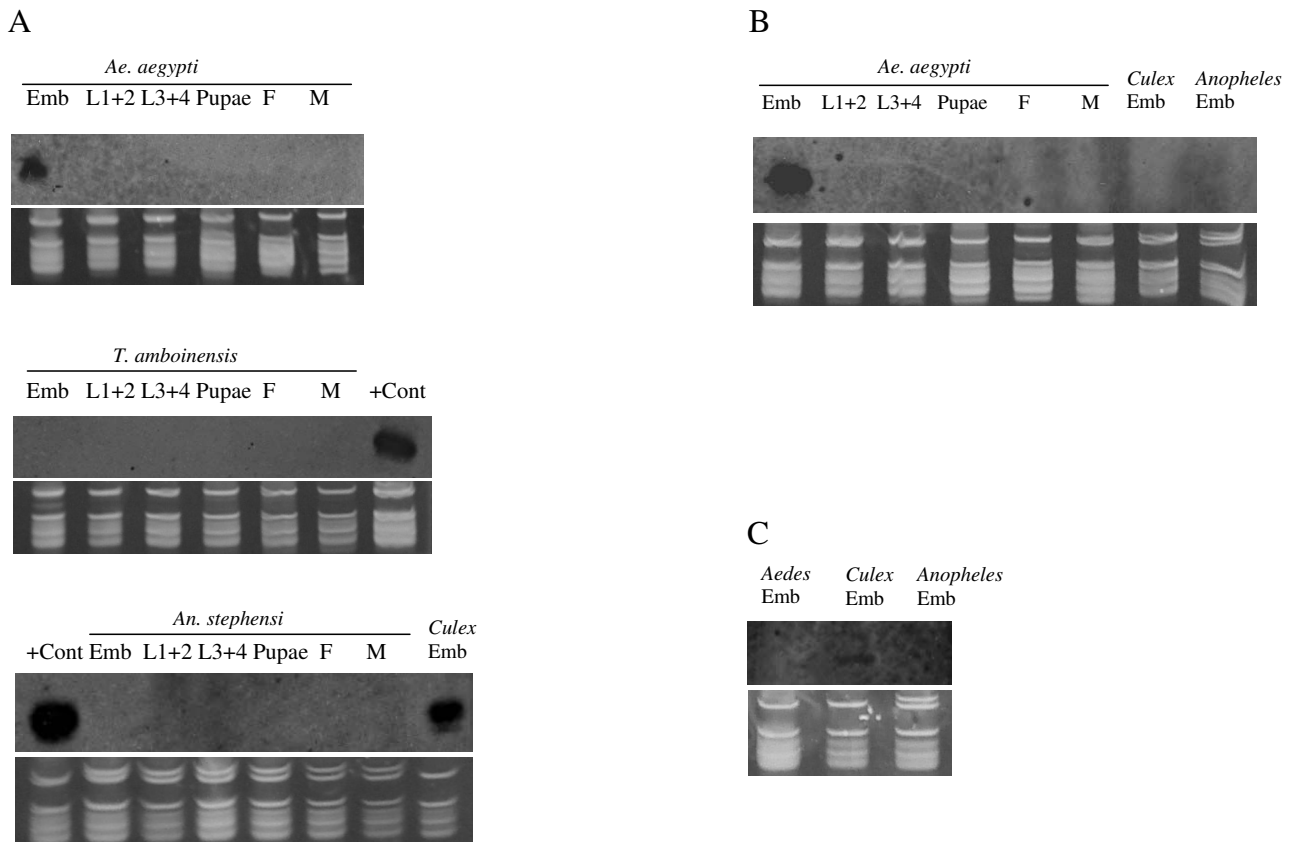 A
Ae. aegypti
Emb L1+2 L3+4 Pupae F M
T. amboinensis
Emb L1+2 L3+4 Pupae F M +Cont
An. stephensi Culex
+Cont Emb L1+2 L3+4 Pupae F M Emb
B
Ae. aegypti Culex Anopheles
Emb L1+2 L3+4 Pupae F M Emb Emb
C
Aedes Culex Anopheles
Emb Emb Emb